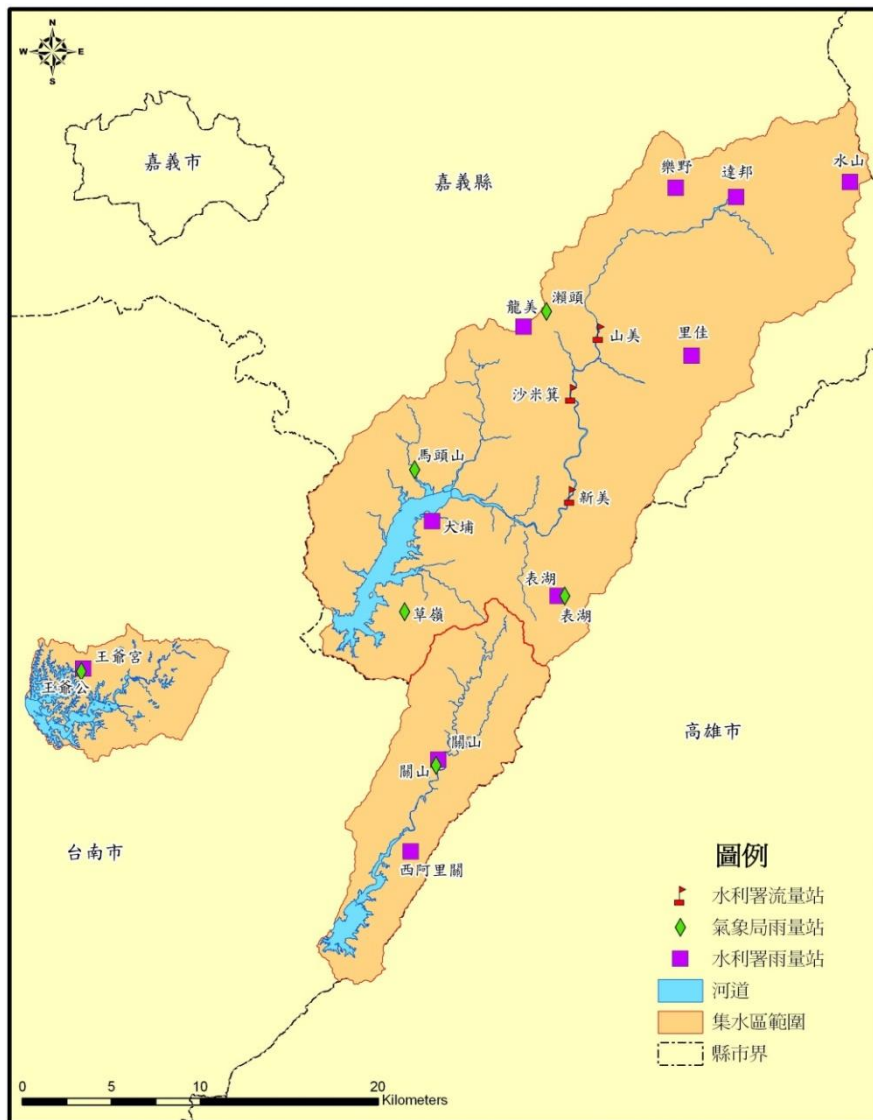 N
W
E
S
嘉義市
嘉義縣
樂野
達邦
水山
瀨頭
龍美
山美
里佳
沙米箕
馬頭山
新美
大埔
表湖
草嶺
表湖
王爺宮
王爺公
關山
高雄市
關山
台南市
西阿里關
圖例
水利署流量站
氣象局雨量站
水利署雨量站
河道
集水區範圍
縣市界
0
5
10
20
Kilometers